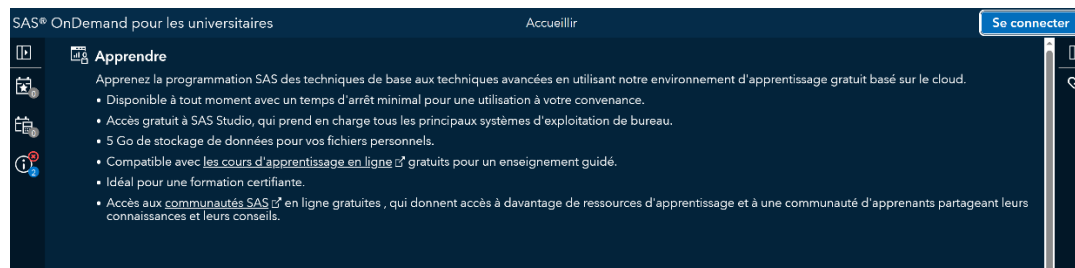 SAS® OnDemand pour les universitaires
Accueillir
Se connecter
Apprendre
Apprenez la programmation SAS des techniques de base aux techniques avancées en utilisant notre environnement d'apprentissage gratuit basé sur le cloud.
• Disponible à tout moment avec un temps d'arrêt minimal pour une utilisation à votre convenance.
• Accès gratuit à SAS Studio, qui prend en charge tous les principaux systèmes d'exploitation de bureau.
• 5 Go de stockage de données pour vos fichiers personnels.
• Compatible avec les cours d'apprentissage en ligne gratuits pour un enseignement guidé.
• Idéal pour une formation certifiante.
• Accès aux communautés SAS en ligne gratuites , qui donnent accès à davantage de ressources d'apprentissage et à une communauté d'apprenants partageant leurs
connaissances et leurs conseils.
0
0
2